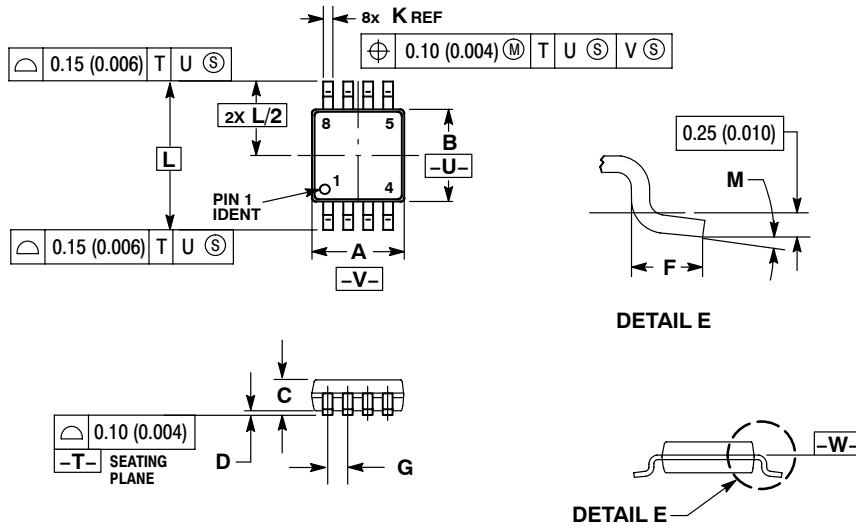 8x K REF
0.15 (0.006) T U Ⓢ
⌖ 0.10 (0.004) Ⓜ T U Ⓢ V Ⓢ
2X L/2
8 5
B
–U–
L
PIN 1
IDENT
1 4
0.15 (0.006) T U Ⓢ
A
–V–
0.25 (0.010)
M
F
DETAIL E
C
0.10 (0.004)
–T– SEATING
PLANE
D
G
–W–
DETAIL E